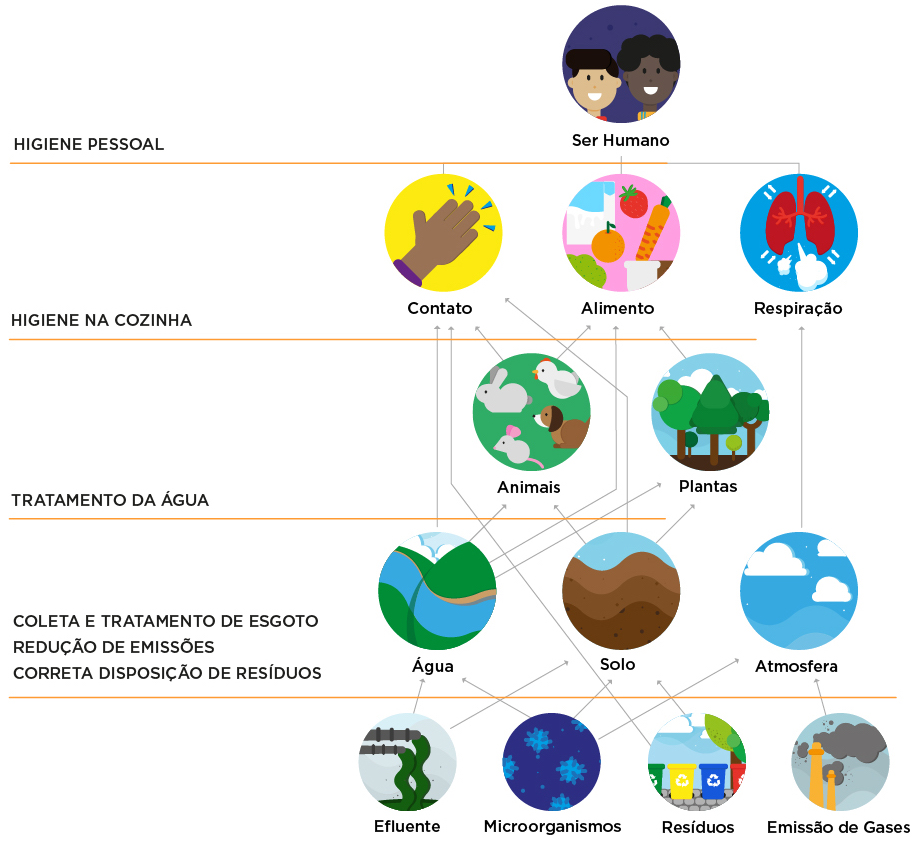 Ser Humano
HIGIENE PESSOAL
Contato
Alimento
Respiração
HIGIENE NA COZINHA
Animais
Plantas
TRATAMENTO DA ÁGUA
COLETA E TRATAMENTO DE ESGOTO
REDUÇÃO DE EMISSÕES
CORRETA DISPOSIÇÃO DE RESÍDUOS
Água
Solo
Atmosfera
Efluente
Microorganismos
Resíduos
Emissão de Gases